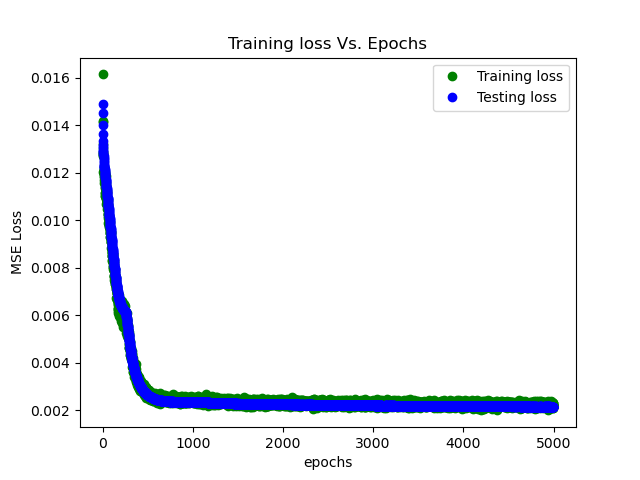 Training loss Vs. Epochs
Training loss
Testing loss
MSE Loss
0.016
0.014
0.012
0.010
0.008
0.006
0.004
0.002
0 1000 2000 3000 4000 5000
epochs